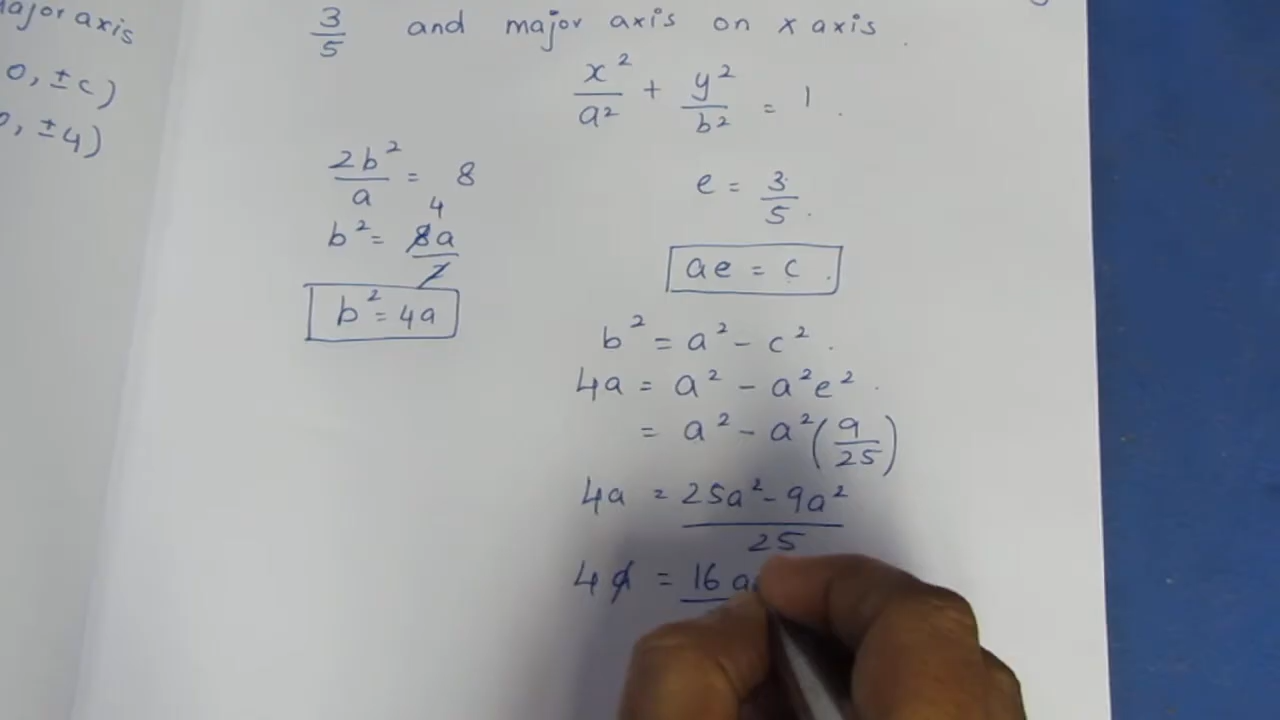 ajor axis
0, ±c)
, ±4)
3/5 and major axis on x axis.
x²/a² + y²/b² = 1.
2b²/a = 8
b² = 8a/2 4
b² = 4a
e = 3/5.
ae = c.
b² = a² - c².
4a = a² - a²e².
= a² - a²(9/25)
4a = 25a² - 9a²/25
4a = 16a